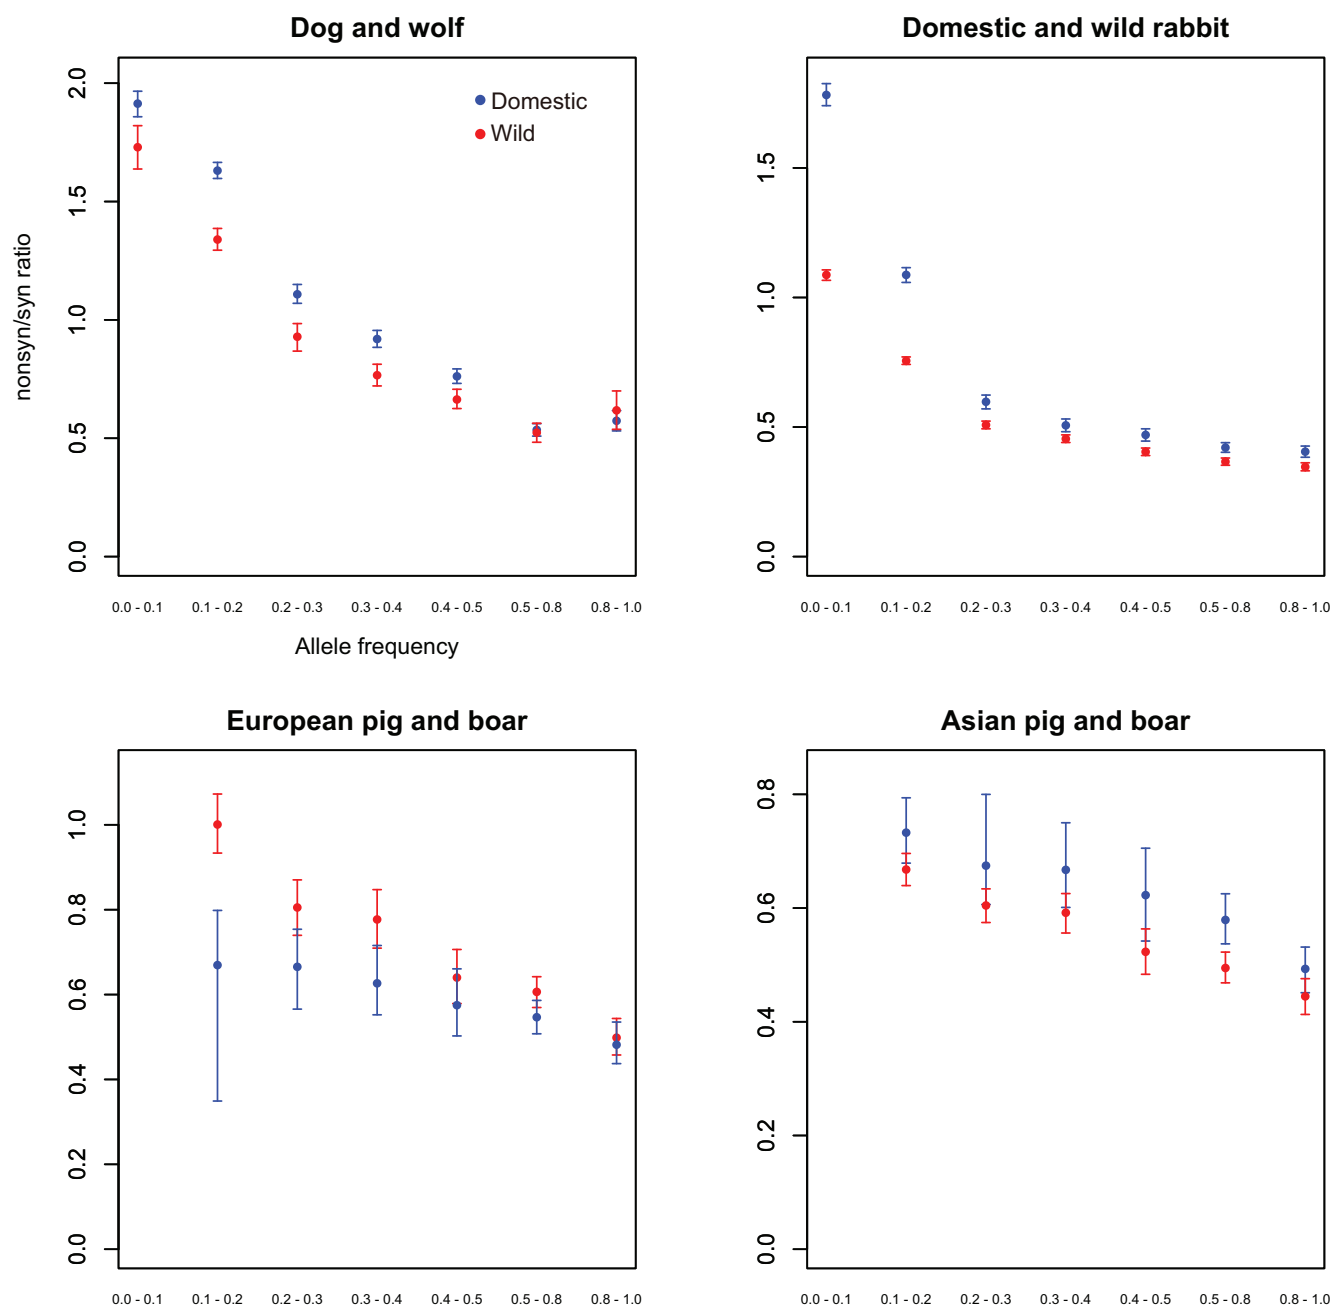 Dog and wolf
Domestic
Wild
nonsyn/syn ratio
2.0
1.5
1.0
0.5
0.0
0.0 - 0.1 0.1 - 0.2 0.2 - 0.3 0.3 - 0.4 0.4 - 0.5 0.5 - 0.8 0.8 - 1.0
Allele frequency
Domestic and wild rabbit
1.5
1.0
0.5
0.0
0.0 - 0.1 0.1 - 0.2 0.2 - 0.3 0.3 - 0.4 0.4 - 0.5 0.5 - 0.8 0.8 - 1.0
European pig and boar
1.0
0.8
0.6
0.4
0.2
0.0
0.0 - 0.1 0.1 - 0.2 0.2 - 0.3 0.3 - 0.4 0.4 - 0.5 0.5 - 0.8 0.8 - 1.0
Asian pig and boar
0.8
0.6
0.4
0.2
0.0
0.0 - 0.1 0.1 - 0.2 0.2 - 0.3 0.3 - 0.4 0.4 - 0.5 0.5 - 0.8 0.8 - 1.0